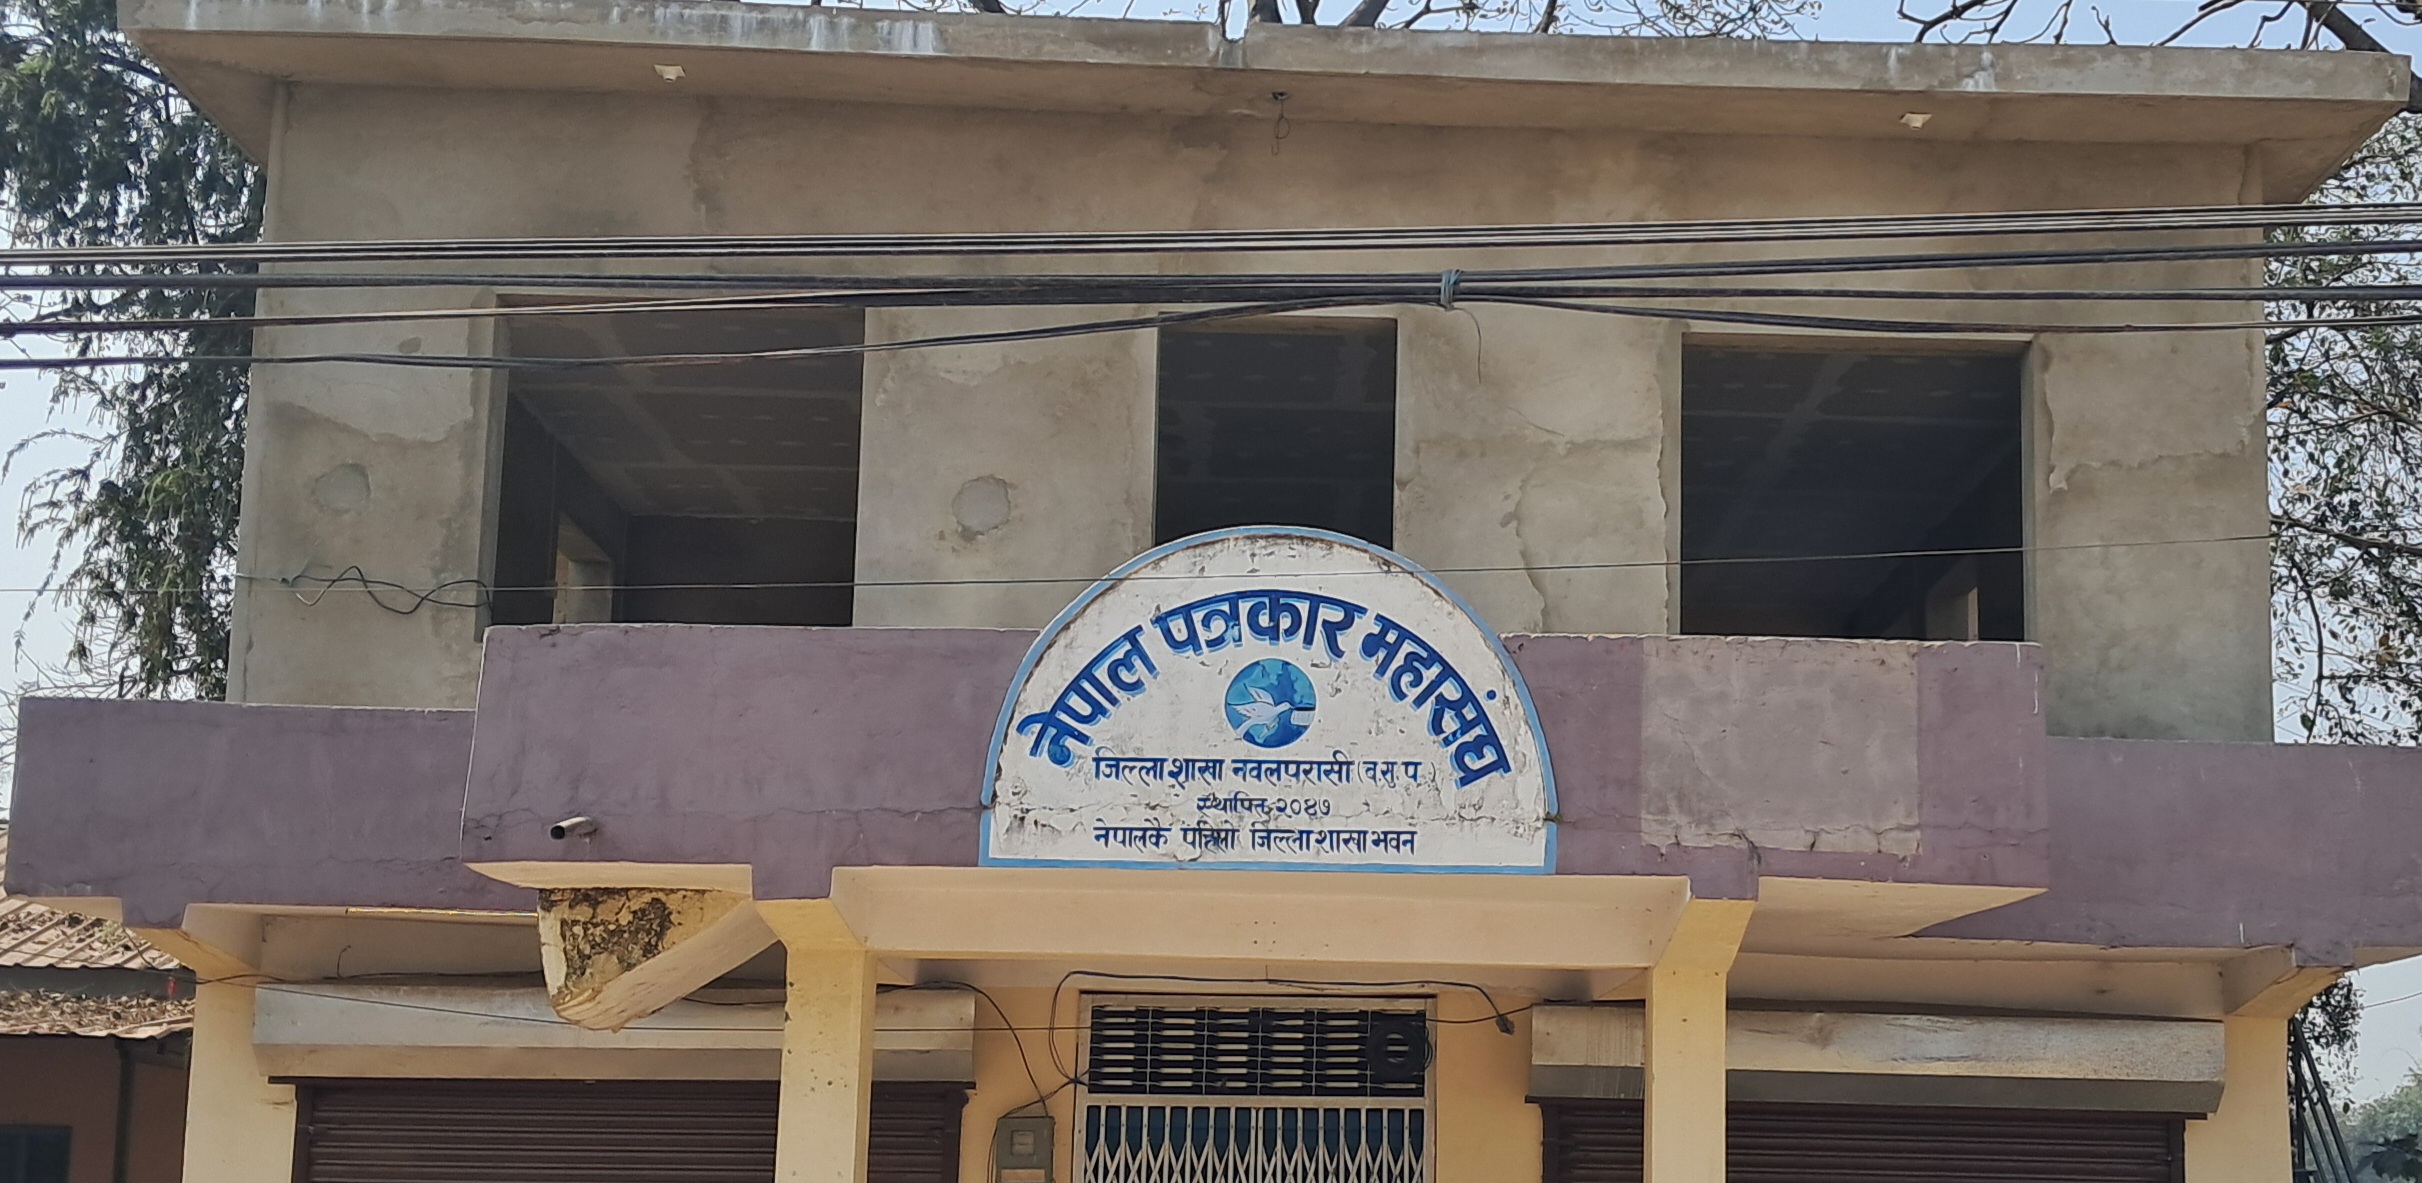 नेपाल पत्रकार महासंघ
जिल्ला शाखा नवलपरासी (ब.सु.प.)
स्थापित २०४७
नेपालकै पहिलो जिल्ला शाखा भवन